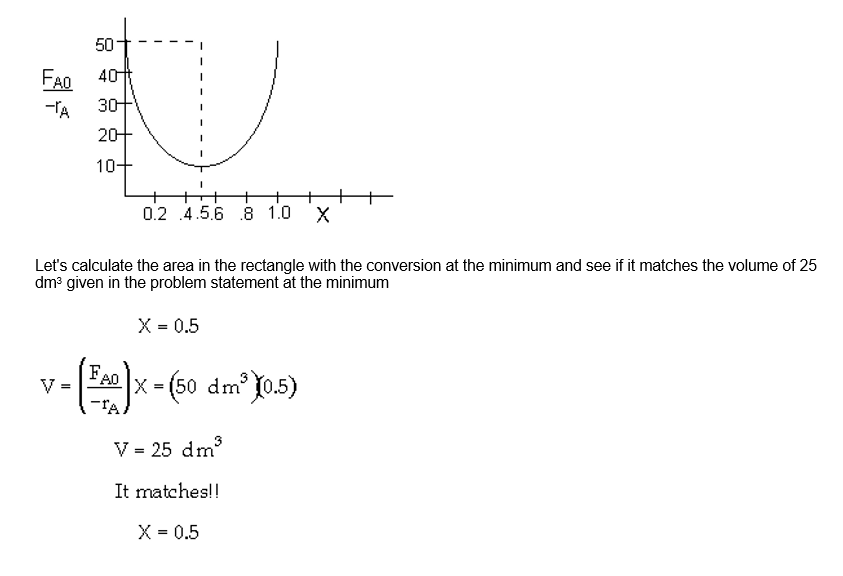 50
F_A0 40
-r_A 30
20
10
0.2 .4 .5 .6 .8 1.0 X
Let's calculate the area in the rectangle with the conversion at the minimum and see if it matches the volume of 25
dm³ given in the problem statement at the minimum
X = 0.5
V = (F_A0 / -r_A) X = (50 dm³)(0.5)
V = 25 dm³
It matches!!
X = 0.5